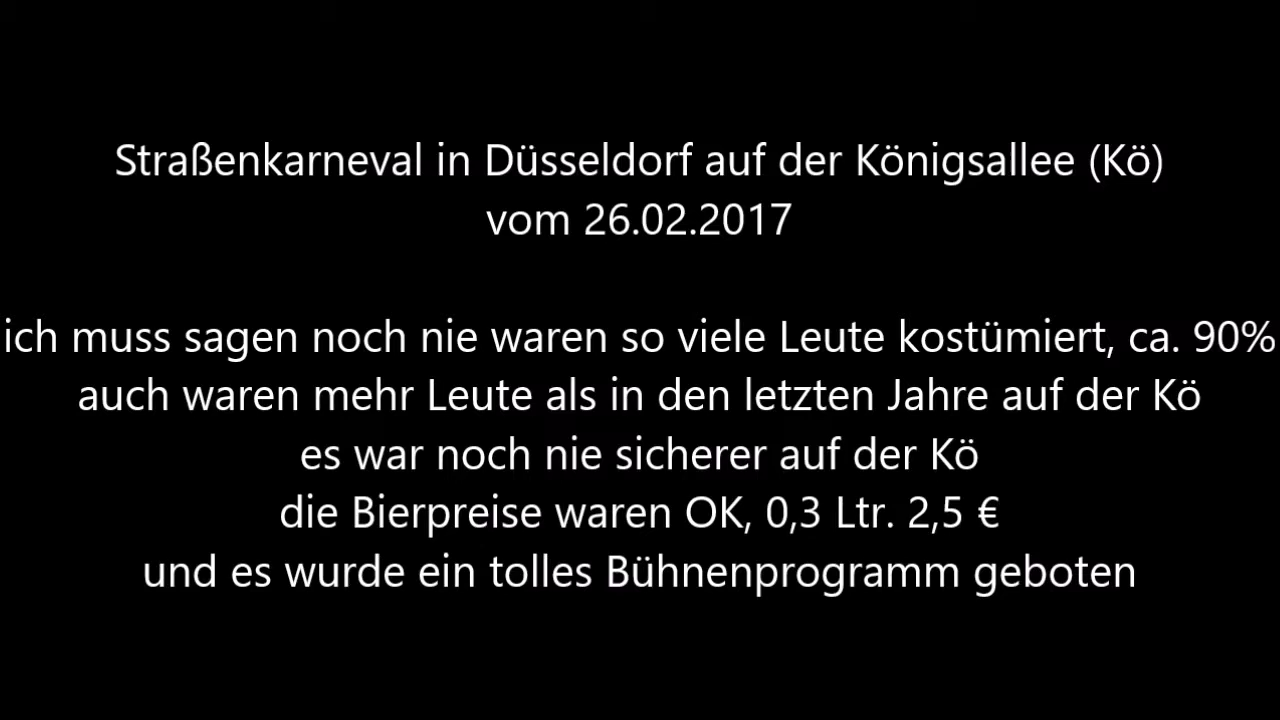 Straßenkarneval in Düsseldorf auf der Königsallee (Kö)
vom 26.02.2017
ich muss sagen noch nie waren so viele Leute kostümiert, ca. 90%
auch waren mehr Leute als in den letzten Jahre auf der Kö
es war noch nie sicherer auf der Kö
die Bierpreise waren OK, 0,3 Ltr. 2,5 €
und es wurde ein tolles Bühnenprogramm geboten